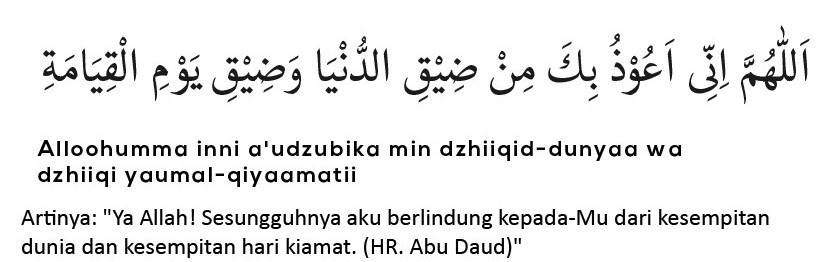 اَللّٰهُمَّ اِنِّي اَعُوْذُ بِكَ مِنْ ضِيْقِ الدُّنْيَا وَضِيْقِ يَوْمِ الْقِيَامَةِ
Alloohumma inni a'udzubika min dzhiiqid-dunyaa wa
dzhiiqi yaumal-qiyaamatii
Artinya: "Ya Allah! Sesungguhnya aku berlindung kepada-Mu dari kesempitan
dunia dan kesempitan hari kiamat. (HR. Abu Daud)"